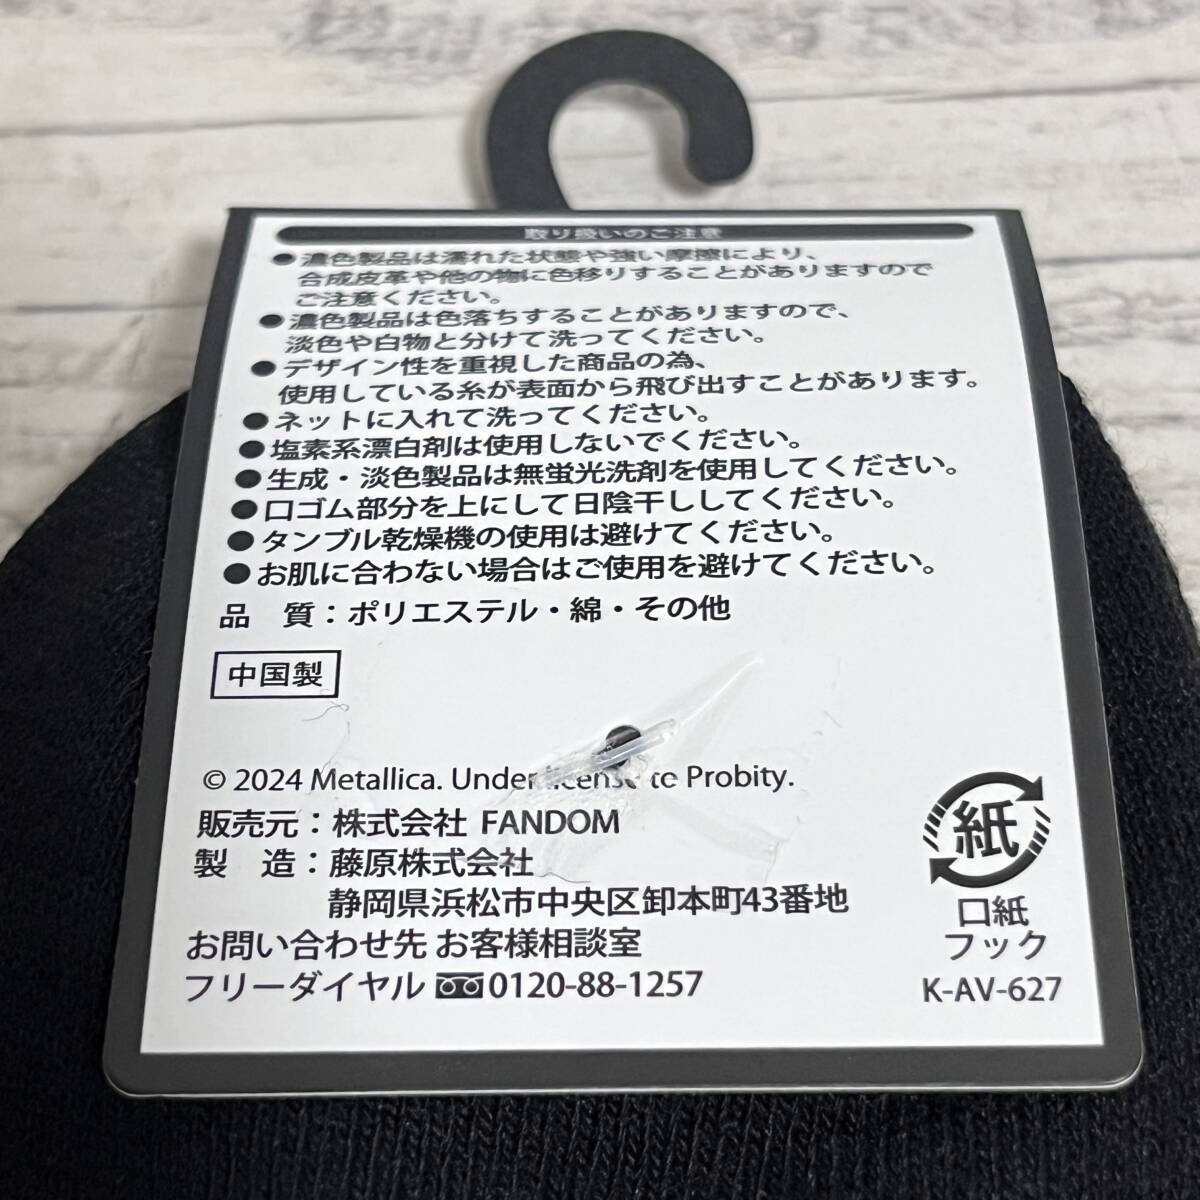 取り扱いのご注意
●濃色製品は濡れた状態や強い摩擦により、
合成皮革や他の物に色移りすることがありますので
ご注意ください。
●濃色製品は色落ちすることがありますので、
淡色や白物と分けて洗ってください。
●デザイン性を重視した商品の為、
使用している糸が表面から飛び出すことがあります。
●ネットに入れて洗ってください。
●塩素系漂白剤は使用しないでください。
●生成・淡色製品は無蛍光洗剤を使用してください。
●口ゴム部分を上にして日陰干ししてください。
●タンブル乾燥機の使用は避けてください。
●お肌に合わない場合はご使用を避けてください。
品 質：ポリエステル・綿・その他
中国製
© 2024 Metallica. Under license to Probity.
販売元：株式会社 FANDOM
製 造：藤原株式会社
静岡県浜松市中央区卸本町43番地
お問い合わせ先 お客様相談室
フリーダイヤル 0120-88-1257
紙
口紙
フック
K-AV-627